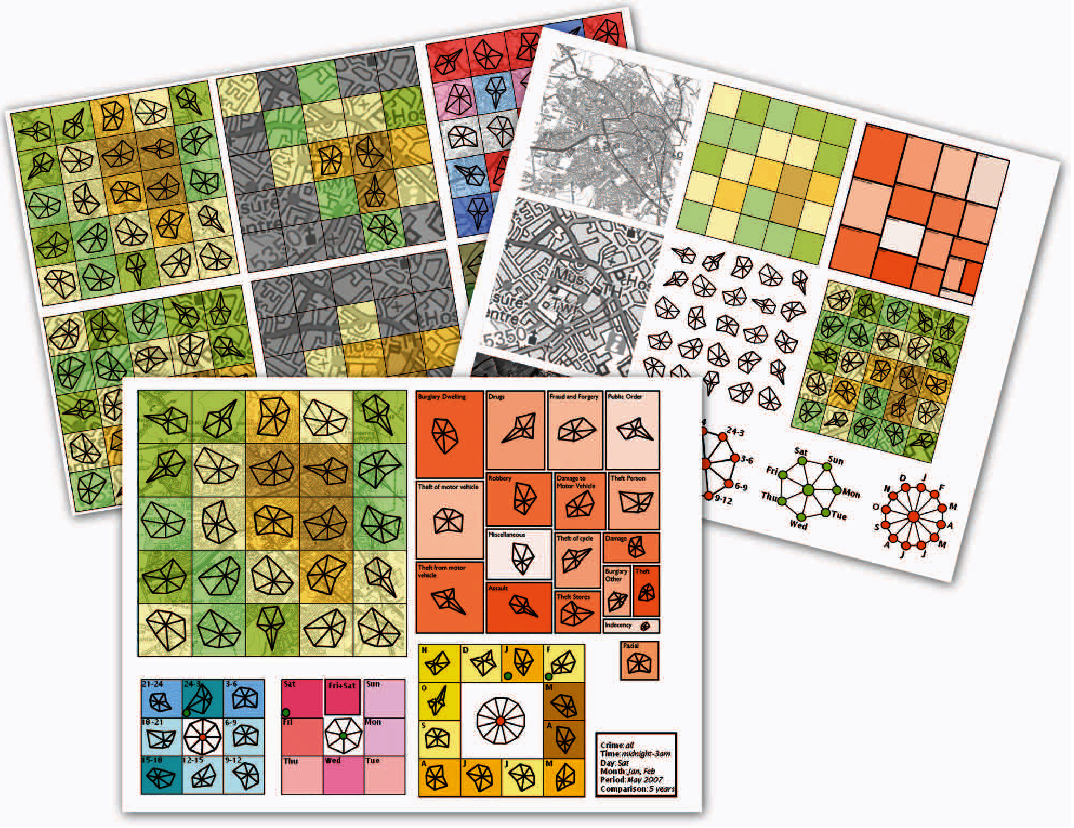 Burglary Dwelling
Drugs
Fraud and Forgery
Public Order
Theft of motor vehicle
Robbery
Damage to
Motor Vehicle
Theft Person
Miscellaneous
Theft of cycle
Damage
Theft from motor
vehicle
Assault
Theft Stores
Burglary
Other
Theft
Indecency
Racial
21-24
24-3
3-6
18-21
6-9
15-18
12-15
9-12
Sat
Fri+Sat
Sun
Fri
Mon
Thu
Wed
Tue
N
D
J
F
O
M
S
A
A
J
J
M
Crime: all
Time: midnight-3am
Day: Sat
Month: Jan, Feb
Period: May 2007
Comparison: 5 years
24-3
3-6
6-9
9-12
Sat
Sun
Fri
Mon
Thu
Tue
Wed
D
J
N
F
O
M
S
A
A
M
J
J